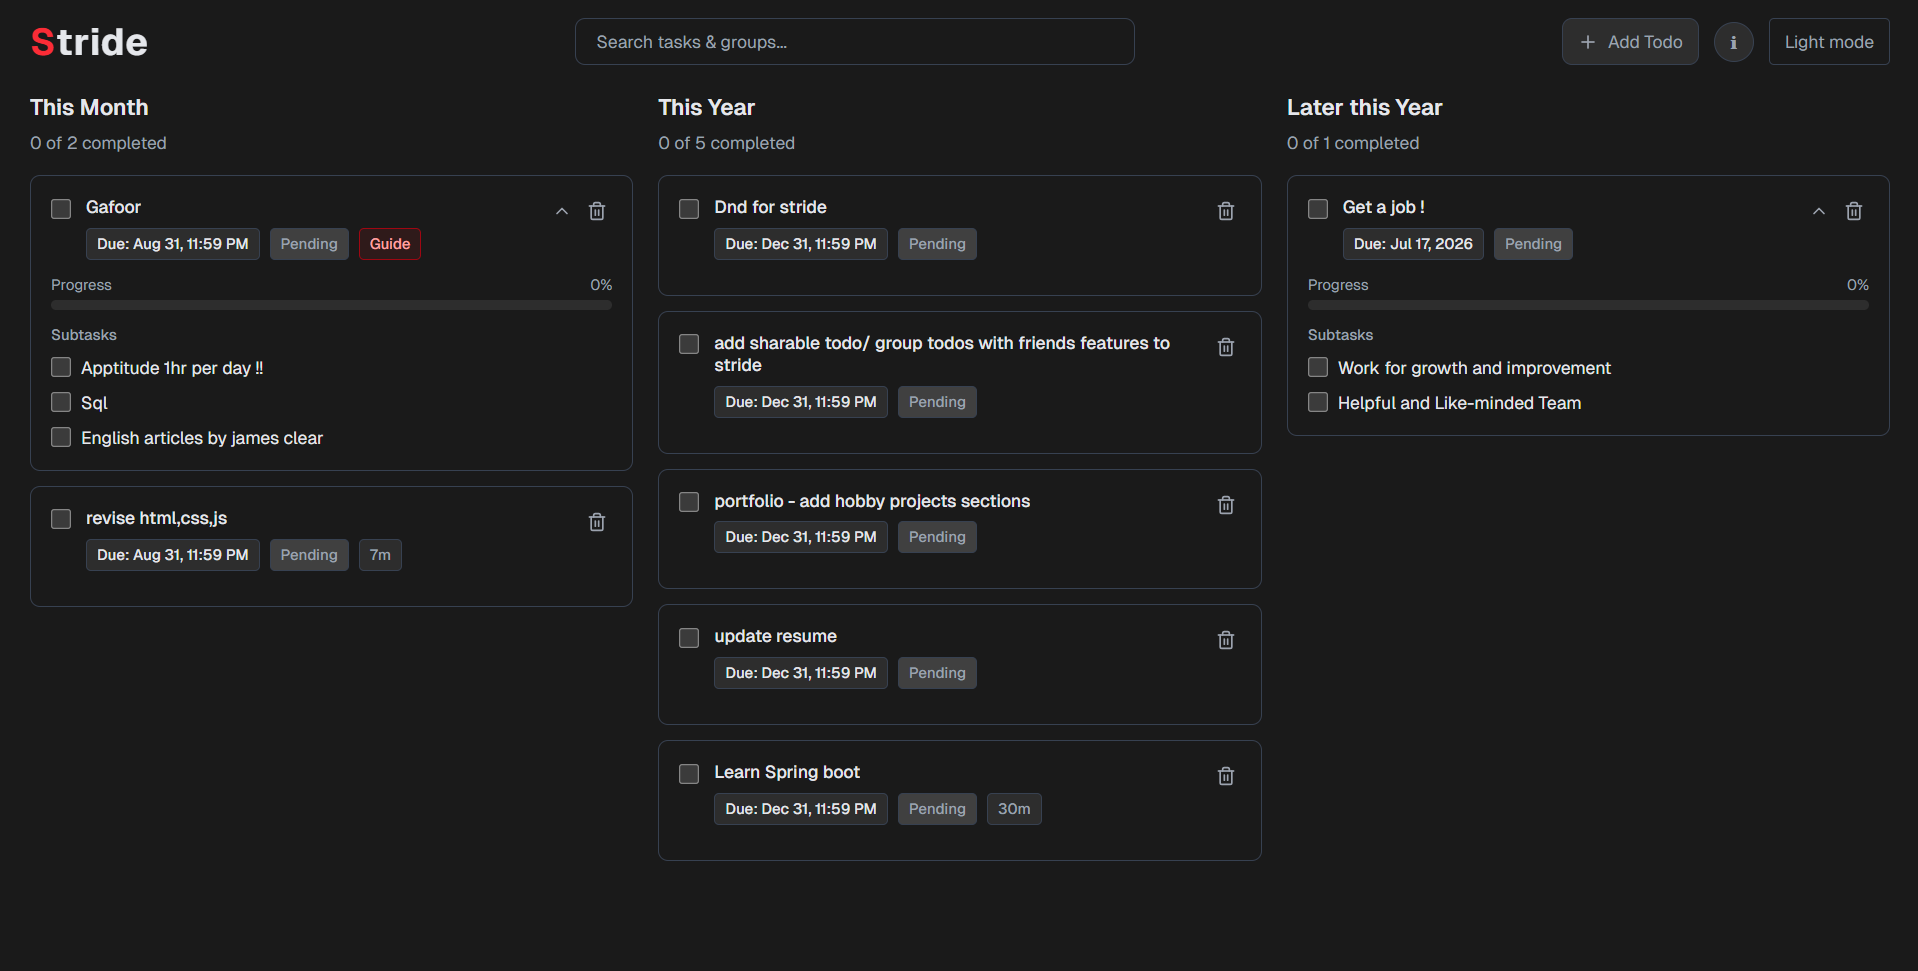 Stride
Search tasks & groups...
+ Add Todo
i
Light mode
This Month
0 of 2 completed
Gafoor
Due: Aug 31, 11:59 PM
Pending
Guide
Progress
0%
Subtasks
Apptitude 1hr per day !!
Sql
English articles by james clear
revise html,css,js
Due: Aug 31, 11:59 PM
Pending
7m
This Year
0 of 5 completed
Dnd for stride
Due: Dec 31, 11:59 PM
Pending
add sharable todo/ group todos with friends features to
stride
Due: Dec 31, 11:59 PM
Pending
portfolio - add hobby projects sections
Due: Dec 31, 11:59 PM
Pending
update resume
Due: Dec 31, 11:59 PM
Pending
Learn Spring boot
Due: Dec 31, 11:59 PM
Pending
30m
Later this Year
0 of 1 completed
Get a job !
Due: Jul 17, 2026
Pending
Progress
0%
Subtasks
Work for growth and improvement
Helpful and Like-minded Team